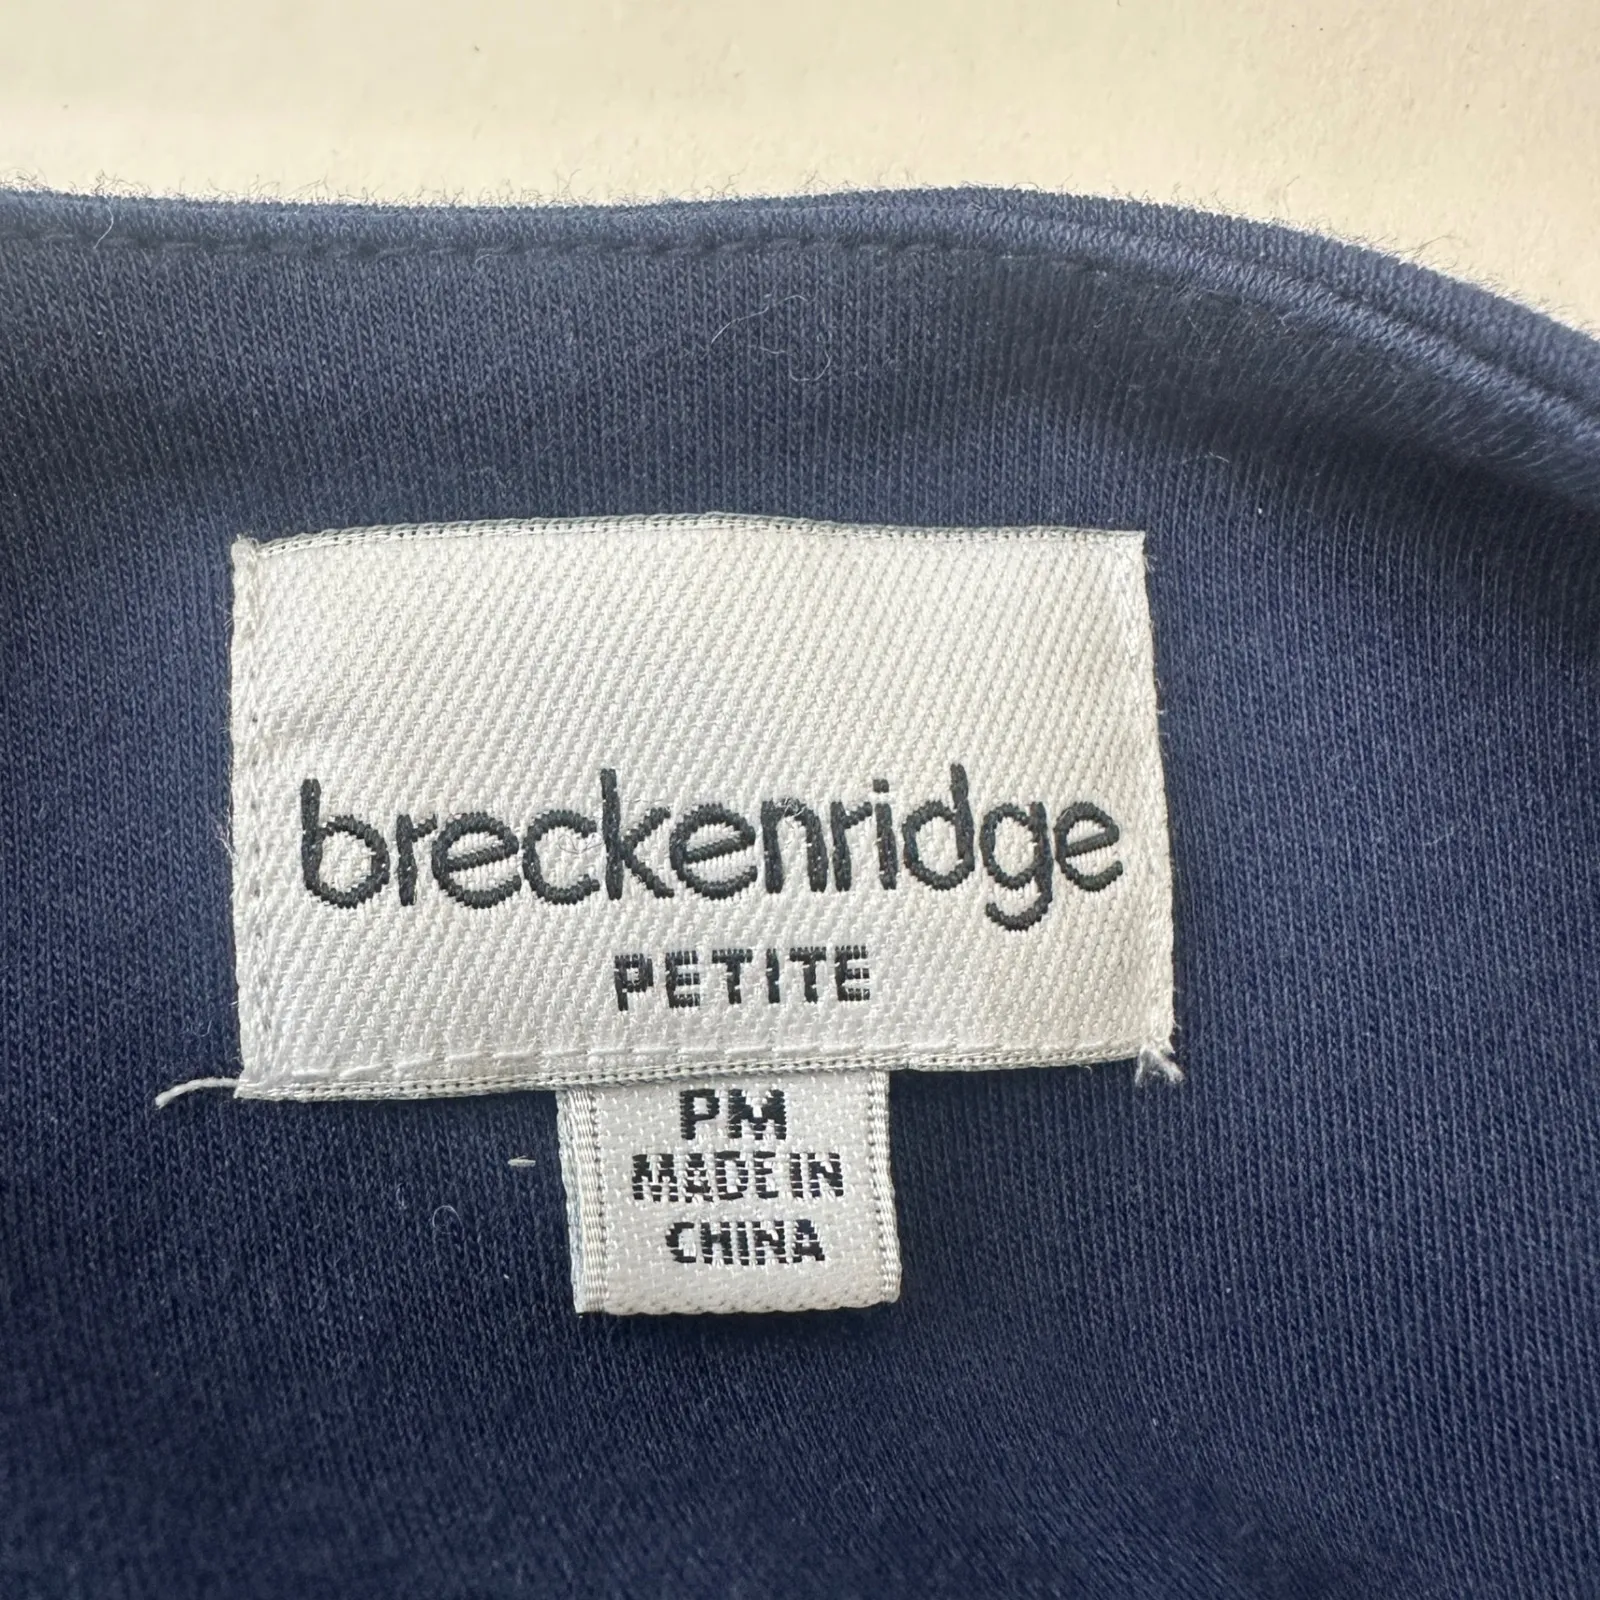 breckenridge
PETITE
PM
MADE IN
CHINA